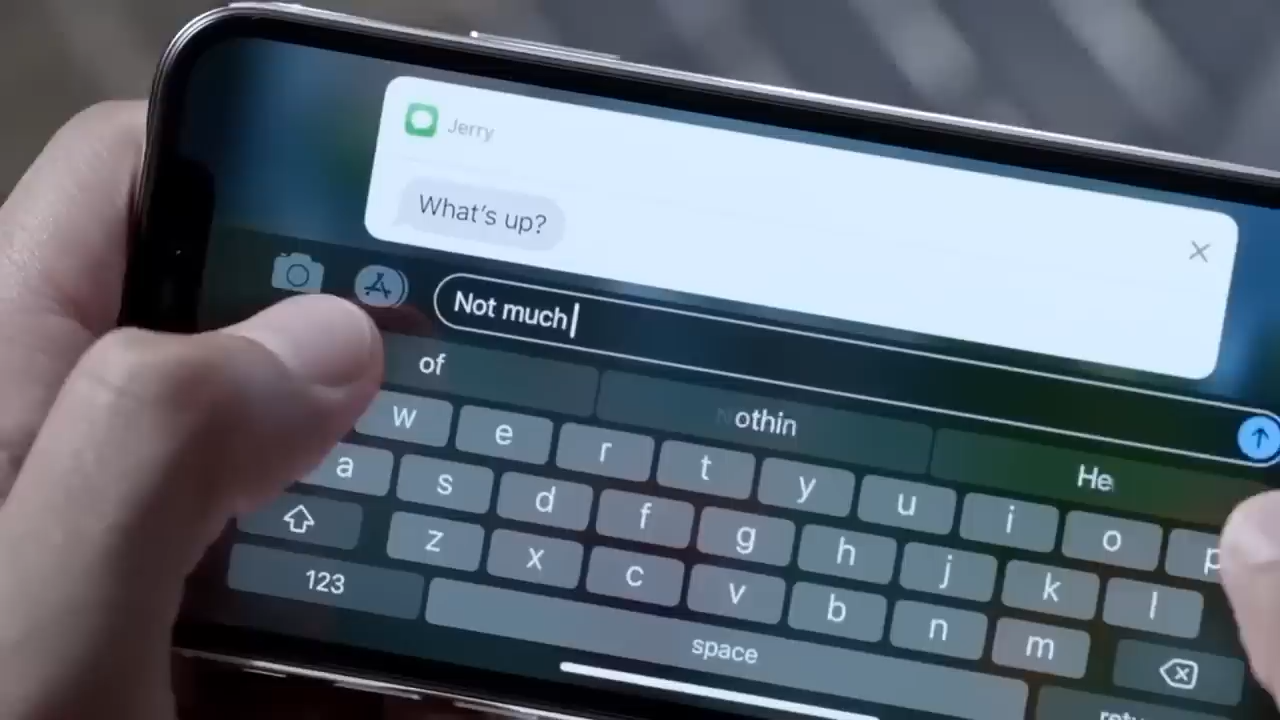 Jerry
What's up?
Not much
of
othin
He
w e r t y u i o p
a s d f g h j k l
z x c v b n m
123
space